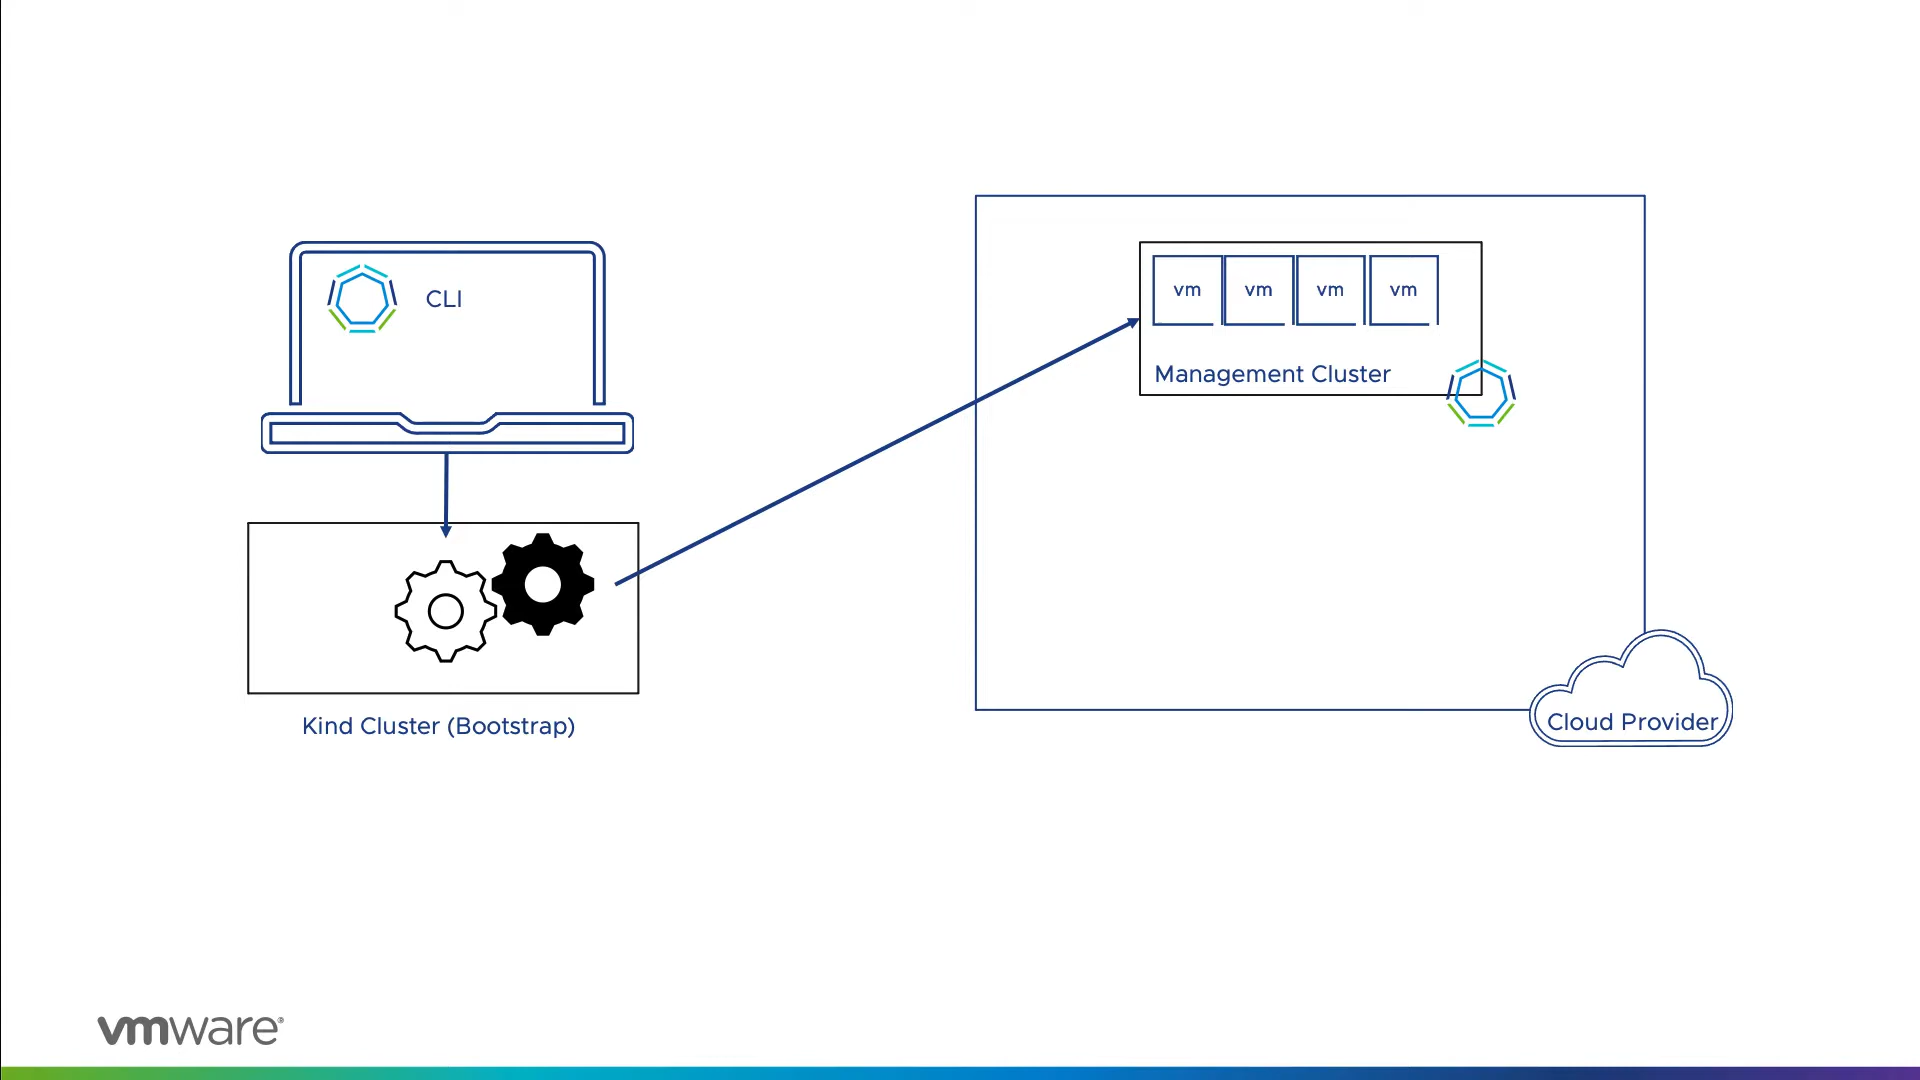 CLI
vm vm vm vm
Management Cluster
Kind Cluster (Bootstrap)
Cloud Provider
vmware®